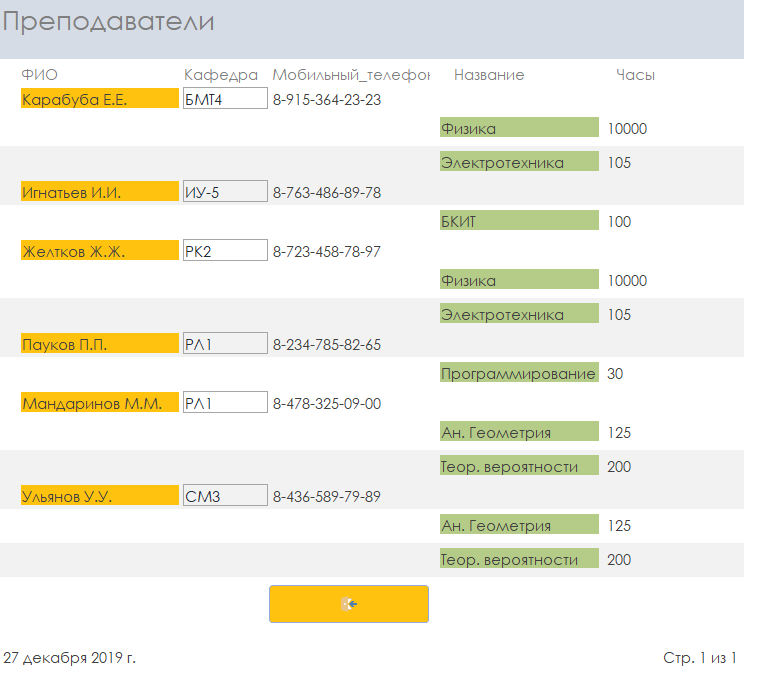 Преподаватели
ФИО Кафедра Мобильный_телефон Название Часы
Карабуба Е.Е. БМТ4 8-915-364-23-23
Физика 10000
Электротехника 105
Игнатьев И.И. ИУ-5 8-763-486-89-78
БКИТ 100
Желтков Ж.Ж. РК2 8-723-458-78-97
Физика 10000
Электротехника 105
Пауков П.П. РЛ1 8-234-785-82-65
Программирование 30
Мандаринов М.М. РЛ1 8-478-325-09-00
Ан. Геометрия 125
Теор. вероятности 200
Ульянов У.У. СМ3 8-436-589-79-89
Ан. Геометрия 125
Теор. вероятности 200
27 декабря 2019 г. Стр. 1 из 1